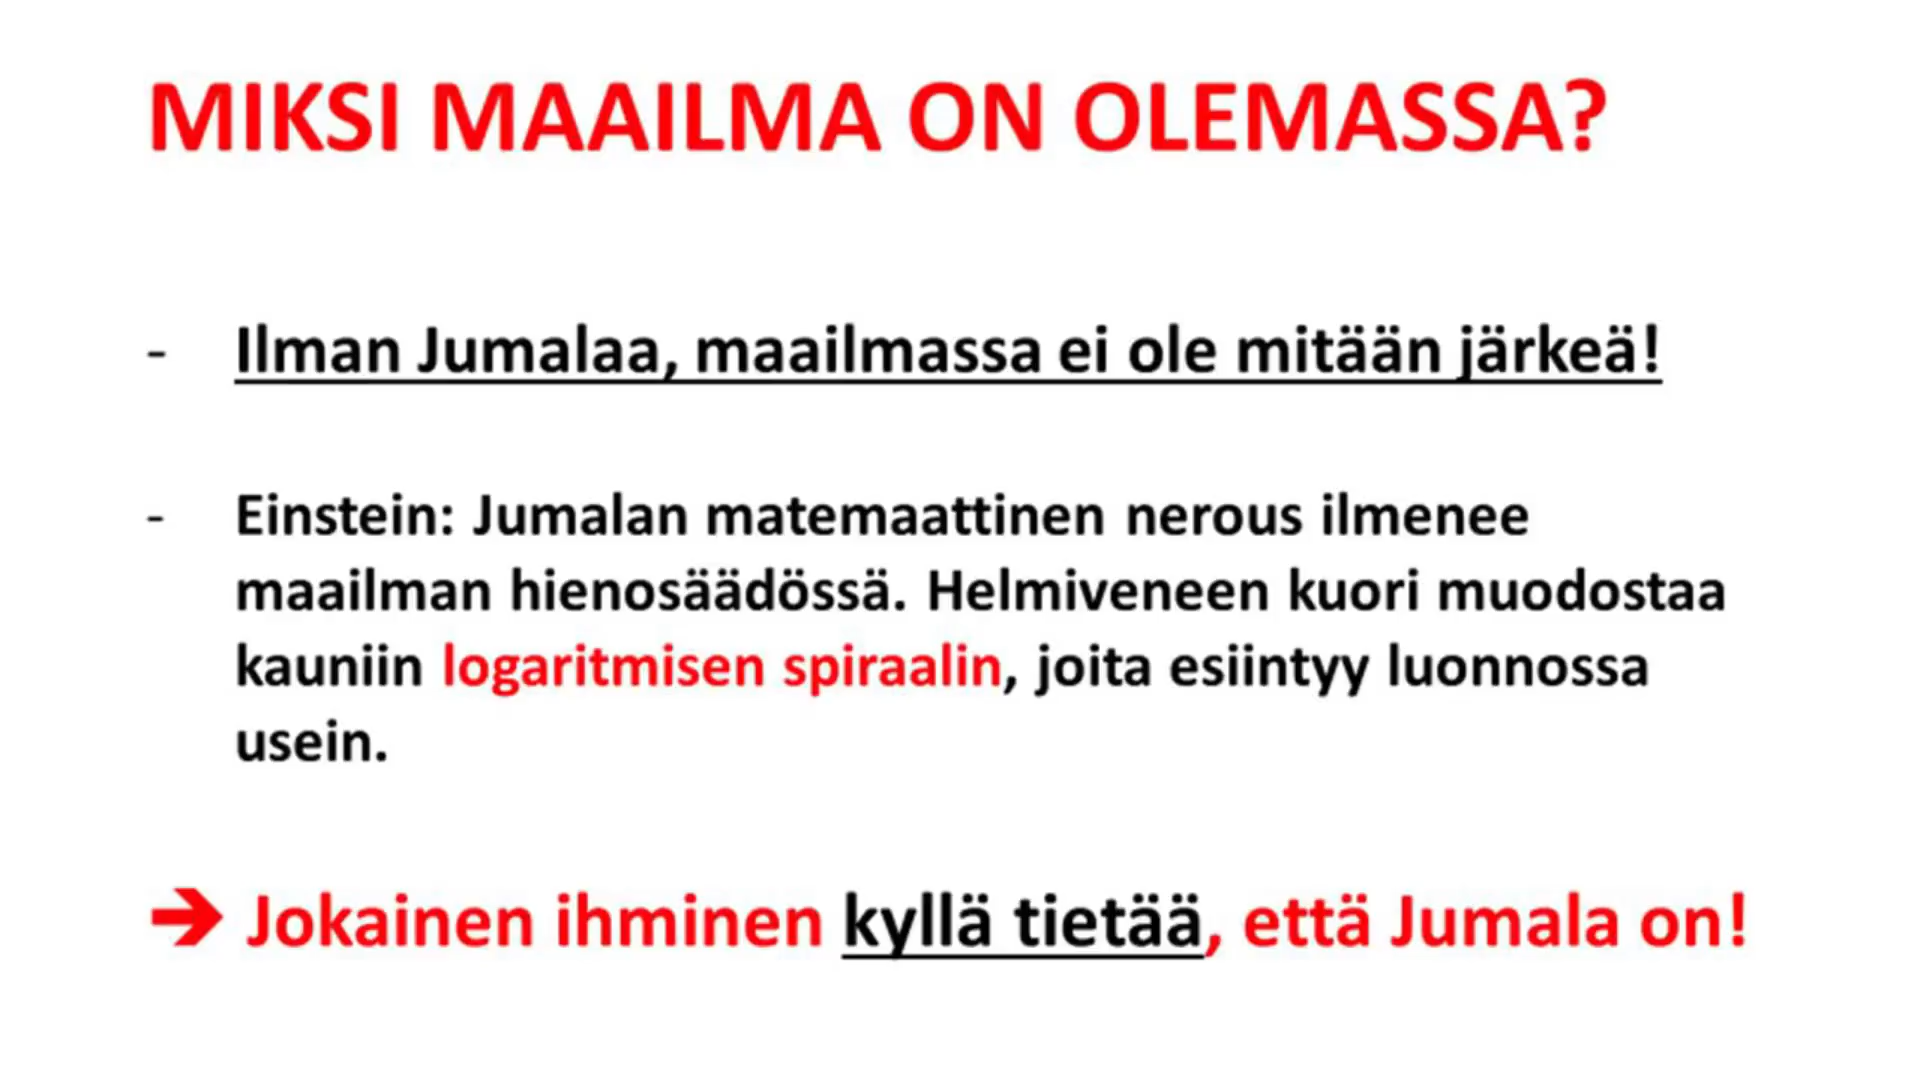 MIKSI MAAILMA ON OLEMASSA?
- Ilman Jumalaa, maailmassa ei ole mitään järkeä!
- Einstein: Jumalan matemaattinen nerous ilmenee
maailman hienosäädössä. Helmiveneen kuori muodostaa
kauniin logaritmisen spiraalin, joita esiintyy luonnossa
usein.
➔ Jokainen ihminen kyllä tietää, että Jumala on!